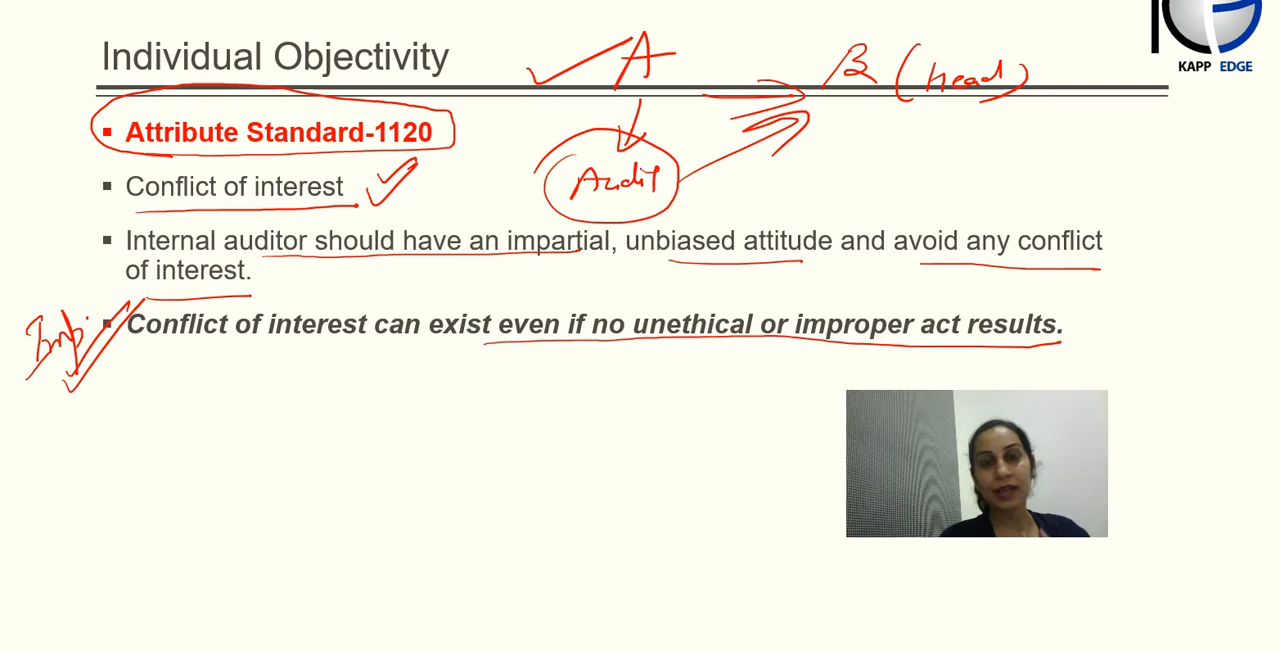 Individual Objectivity
A
B (head)
KAPP EDGE
Attribute Standard-1120
Conflict of interest
Audit
Internal auditor should have an impartial, unbiased attitude and avoid any conflict
of interest.
Imp.
Conflict of interest can exist even if no unethical or improper act results.